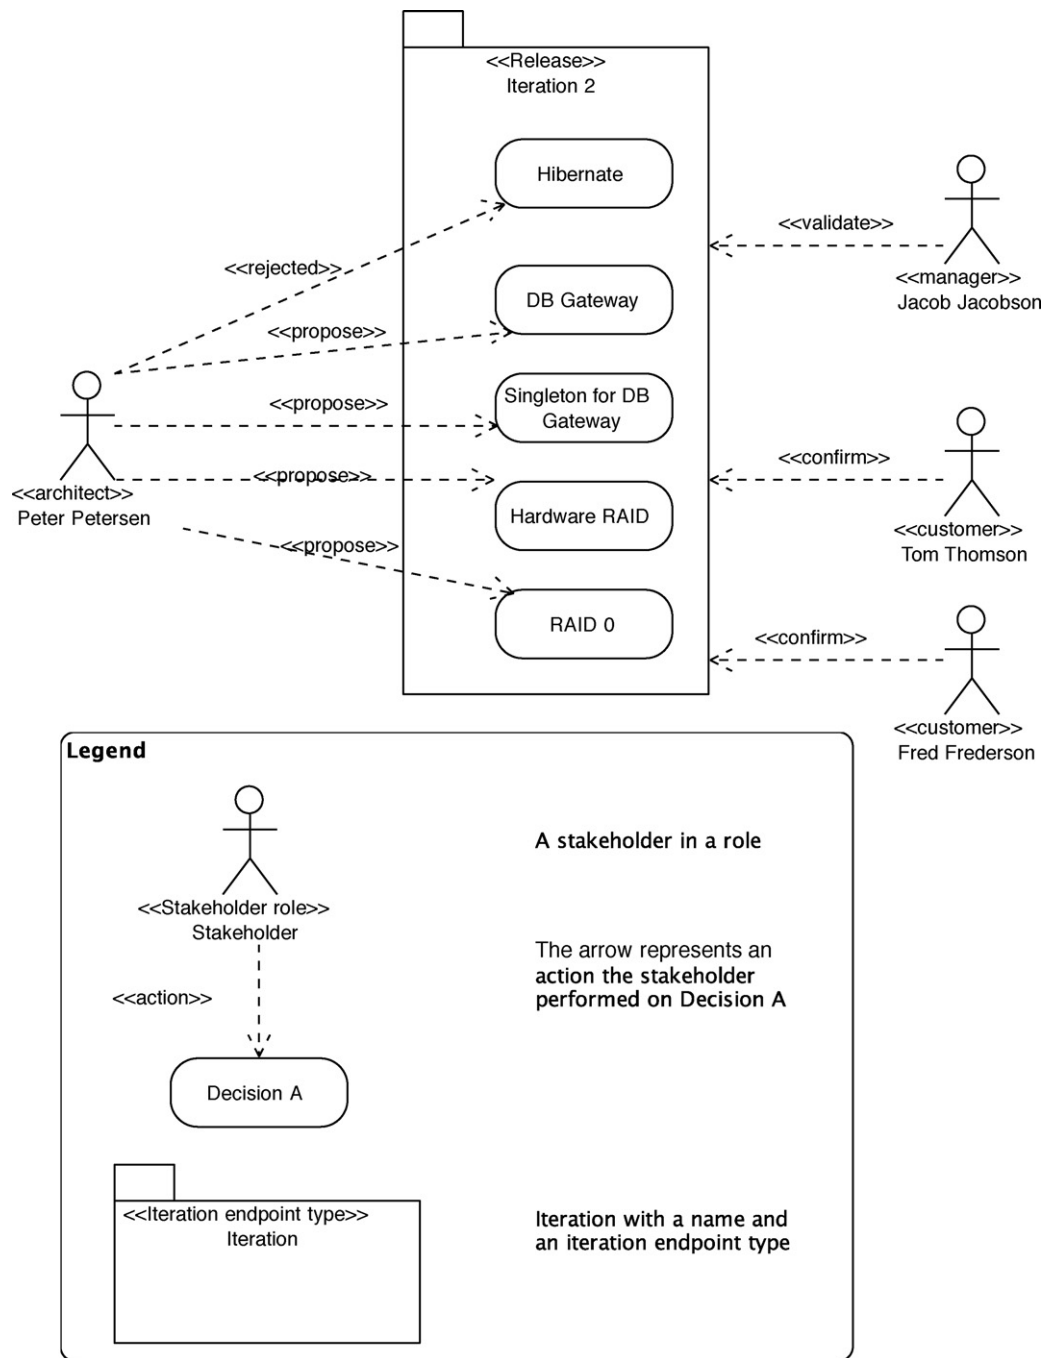 <<Release>>
Iteration 2
Hibernate
<<validate>>
<<manager>>
Jacob Jacobson
<<rejected>>
DB Gateway
<<propose>>
Singleton for DB
Gateway
<<propose>>
<<architect>>
Peter Petersen
<<propose>>
Hardware RAID
<<confirm>>
<<customer>>
Tom Thomson
<<propose>>
RAID 0
<<confirm>>
<<customer>>
Fred Frederson
Legend
<<Stakeholder role>>
Stakeholder
A stakeholder in a role
<<action>>
The arrow represents an
action the stakeholder
performed on Decision A
Decision A
<<Iteration endpoint type>>
Iteration
Iteration with a name and
an iteration endpoint type